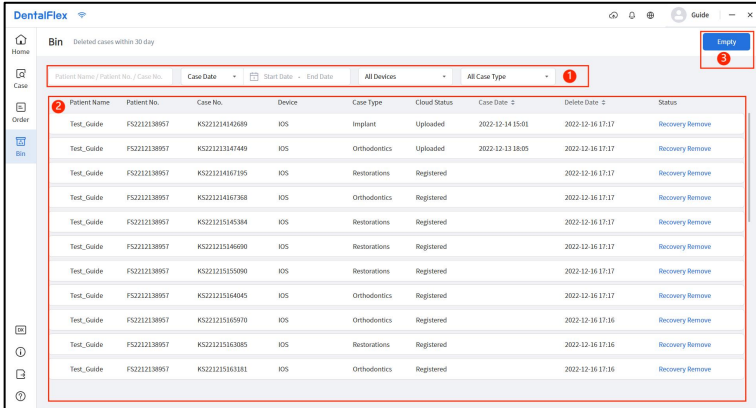 DentalFlex
Guide
Home
Case
Order
Bin
DX
Bin Deleted cases within 30 day
Empty
3
Patient Name / Patient No. / Case No. Case Date Start Date - End Date All Devices All Case Type 1
2 Patient Name Patient No. Case No. Device Case Type Cloud Status Case Date Delete Date Status
Test_Guide FS2212138957 KS221214142689 IOS Implant Uploaded 2022-12-14 15:01 2022-12-16 17:17 Recovery Remove
Test_Guide FS2212138957 KS221213147449 IOS Orthodontics Uploaded 2022-12-13 18:05 2022-12-16 17:17 Recovery Remove
Test_Guide FS2212138957 KS221214167195 IOS Restorations Registered 2022-12-16 17:17 Recovery Remove
Test_Guide FS2212138957 KS221214167368 IOS Orthodontics Registered 2022-12-16 17:17 Recovery Remove
Test_Guide FS2212138957 KS221215145384 IOS Restorations Registered 2022-12-16 17:17 Recovery Remove
Test_Guide FS2212138957 KS221215146690 IOS Restorations Registered 2022-12-16 17:17 Recovery Remove
Test_Guide FS2212138957 KS221215155090 IOS Restorations Registered 2022-12-16 17:17 Recovery Remove
Test_Guide FS2212138957 KS221215164045 IOS Orthodontics Registered 2022-12-16 17:17 Recovery Remove
Test_Guide FS2212138957 KS221215165970 IOS Orthodontics Registered 2022-12-16 17:16 Recovery Remove
Test_Guide FS2212138957 KS221215163085 IOS Restorations Registered 2022-12-16 17:16 Recovery Remove
Test_Guide FS2212138957 KS221215163181 IOS Orthodontics Registered 2022-12-16 17:16 Recovery Remove